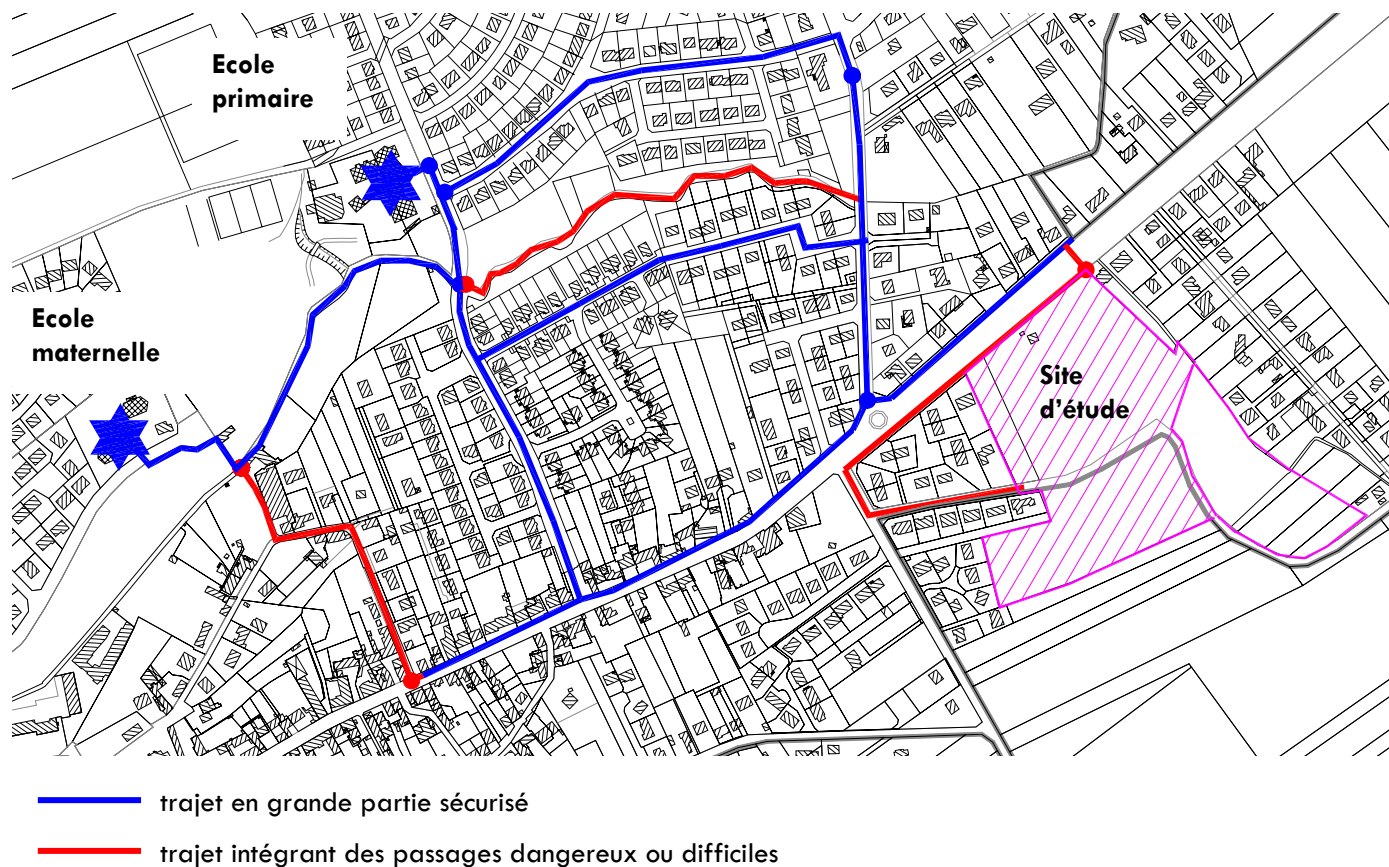 Ecole
primaire
Ecole
maternelle
Site
d'étude
trajet en grande partie sécurisé
trajet intégrant des passages dangereux ou difficiles